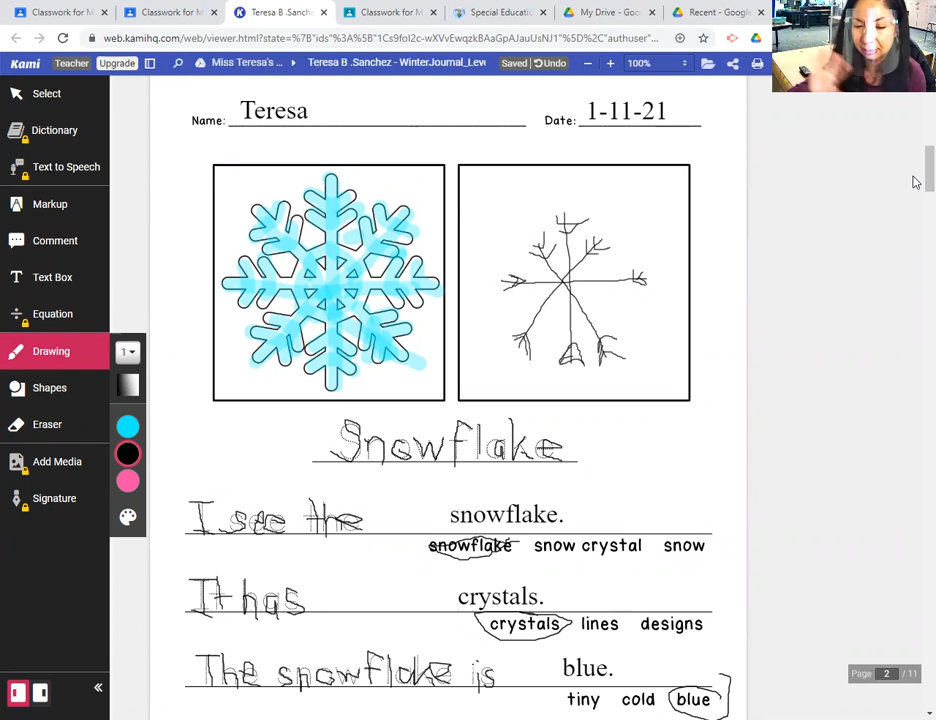 Classwork for M
Classwork for M
Teresa B .Sanche
Classwork for M
Special Educatio
My Drive - Goo
Recent - Google
web.kamihq.com/web/viewer.html?state=%7B"ids"%3A%5B"1Cs9foI2c-wXVvEwqzkBAaGpAJauUsNJ1"%5D%2C"authuser"...
Kami Teacher Upgrade Miss Teresa's ... Teresa B .Sanchez - WinterJournal_Leve Saved Undo 100%
Select
Dictionary
Text to Speech
Markup
Comment
Text Box
Equation
Drawing
Shapes
Eraser
Add Media
Signature
1
Name: Teresa Date: 1-11-21
Snowflake
I see the snowflake.
snowflake snow crystal snow
It has crystals.
crystals lines designs
The snowflake is blue.
tiny cold blue
Page 2 / 11